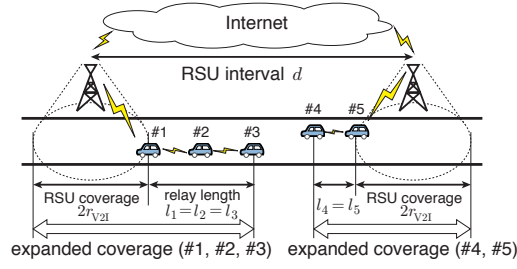 Internet
RSU interval d
#1 #2 #3
#4 #5
RSU coverage
2r_V2I
relay length
l_1=l_2=l_3
l_4=l_5
RSU coverage
2r_V2I
expanded coverage (#1, #2, #3)
expanded coverage (#4, #5)